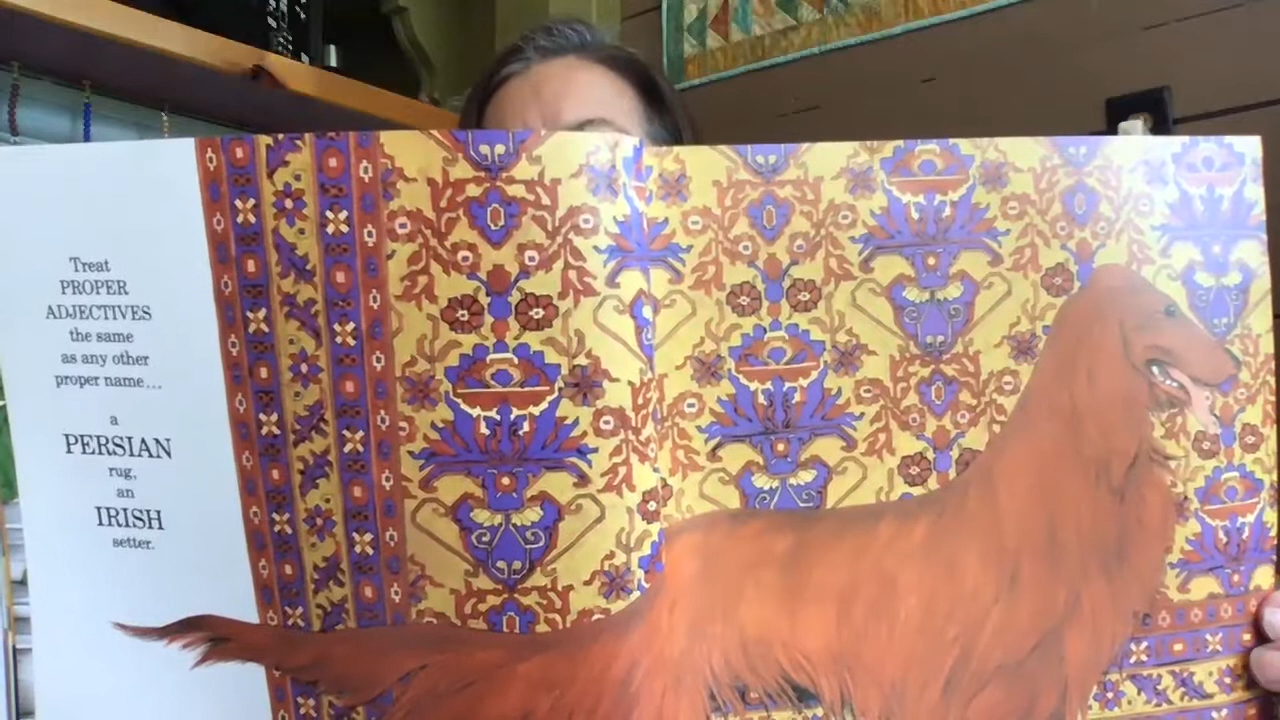 Treat
PROPER
ADJECTIVES
the same
as any other
proper name...
a
PERSIAN
rug,
an
IRISH
setter.